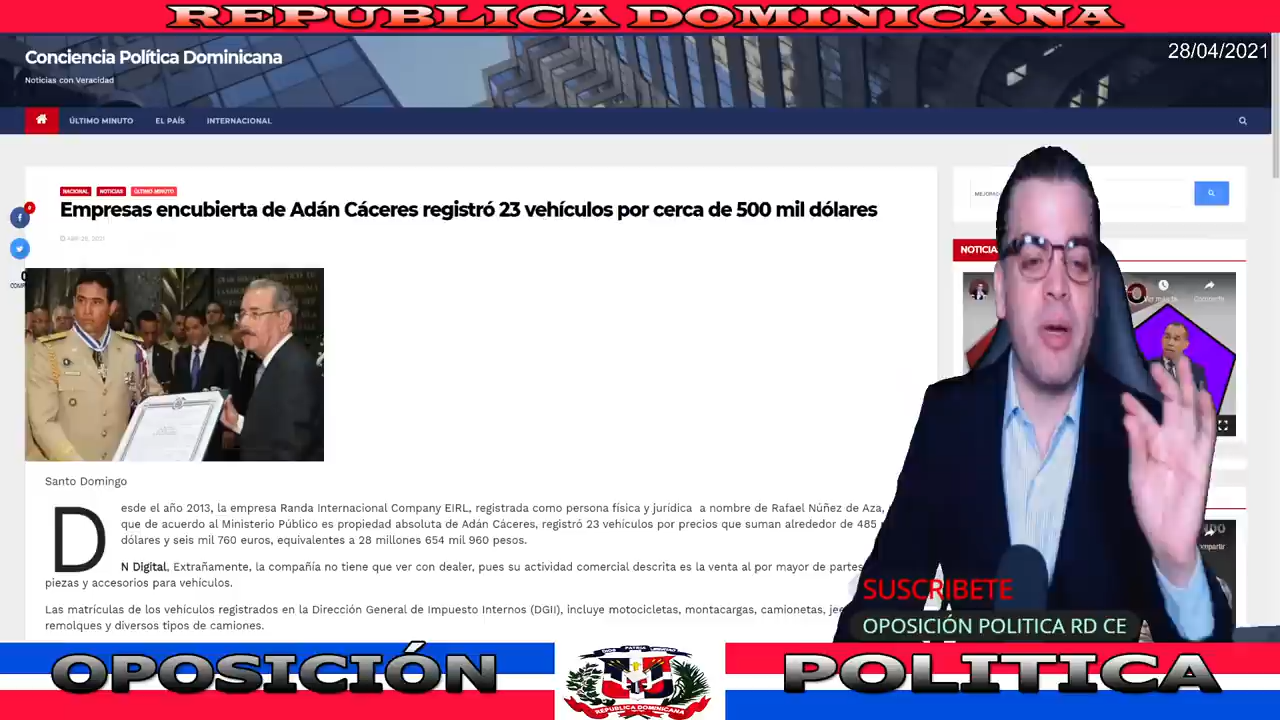 REPUBLICA DOMINICANA
Conciencia Política Dominicana
28/04/2021
Noticias con Veracidad
ÚLTIMO MINUTO EL PAÍS INTERNACIONAL
NACIONAL NOTICIAS ÚLTIMO MINUTO
Empresas encubierta de Adán Cáceres registró 23 vehículos por cerca de 500 mil dólares
ABR 28, 2021
NOTICIA
Santo Domingo
Desde el año 2013, la empresa Randa Internacional Company EIRL, registrada como persona física y jurídica a nombre de Rafael Núñez de Aza,
que de acuerdo al Ministerio Público es propiedad absoluta de Adán Cáceres, registró 23 vehículos por precios que suman alrededor de 485
dólares y seis mil 760 euros, equivalentes a 28 millones 654 mil 960 pesos.
N Digital, Extrañamente, la compañía no tiene que ver con dealer, pues su actividad comercial descrita es la venta al por mayor de partes
piezas y accesorios para vehículos.
Las matrículas de los vehículos registrados en la Dirección General de Impuesto Internos (DGII), incluye motocicletas, montacargas, camionetas,
remolques y diversos tipos de camiones.
SUSCRIBETE
OPOSICIÓN POLITICA RD CE
OPOSICIÓN POLITICA
REPÚBLICA DOMINICANA